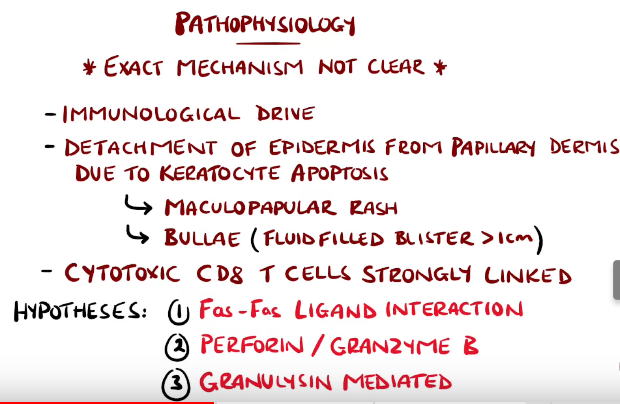 PATHOPHYSIOLOGY
* EXACT MECHANISM NOT CLEAR *
- IMMUNOLOGICAL DRIVE
- DETACHMENT OF EPIDERMIS FROM PAPILLARY DERMIS
DUE TO KERATOCYTE APOPTOSIS
↳ MACULOPAPULAR RASH
↳ BULLAE (FLUID FILLED BLISTER >1cm)
- CYTOTOXIC CD8 T CELLS STRONGLY LINKED
HYPOTHESES: ① Fas-Fas LIGAND INTERACTION
② PERFORIN / GRANZYME B
③ GRANULYSIN MEDIATED